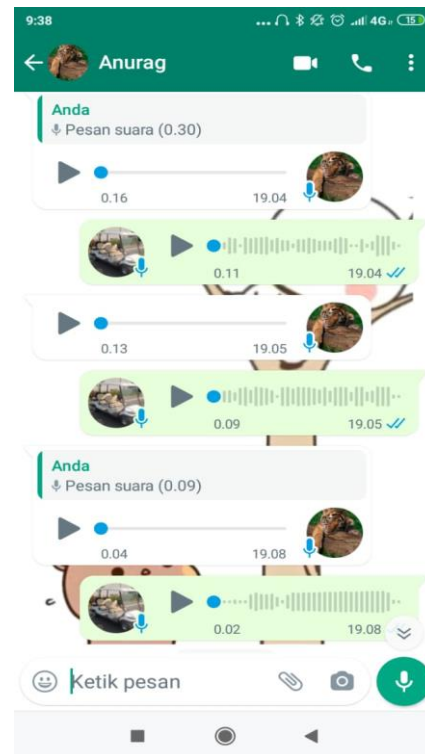 9:38
4G 15
Anurag
Anda
Pesan suara (0.30)
0.16 19.04
0.11 19.04
0.13 19.05
0.09 19.05
Anda
Pesan suara (0.09)
0.04 19.08
0.02 19.08
Ketik pesan